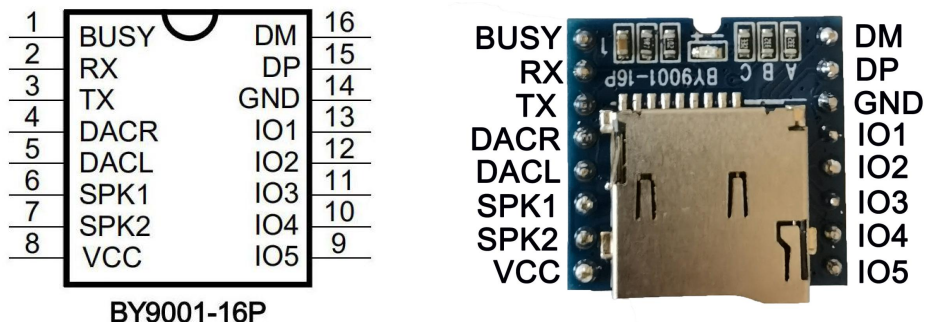 1 BUSY DM 16
2 RX DP 15
3 TX GND 14
4 DACR IO1 13
5 DACL IO2 12
6 SPK1 IO3 11
7 SPK2 IO4 10
8 VCC IO5 9
BY9001-16P
BUSY DM
RX DP
TX GND
DACR IO1
DACL IO2
SPK1 IO3
SPK2 IO4
VCC IO5
1
C B A
BY9001-16P